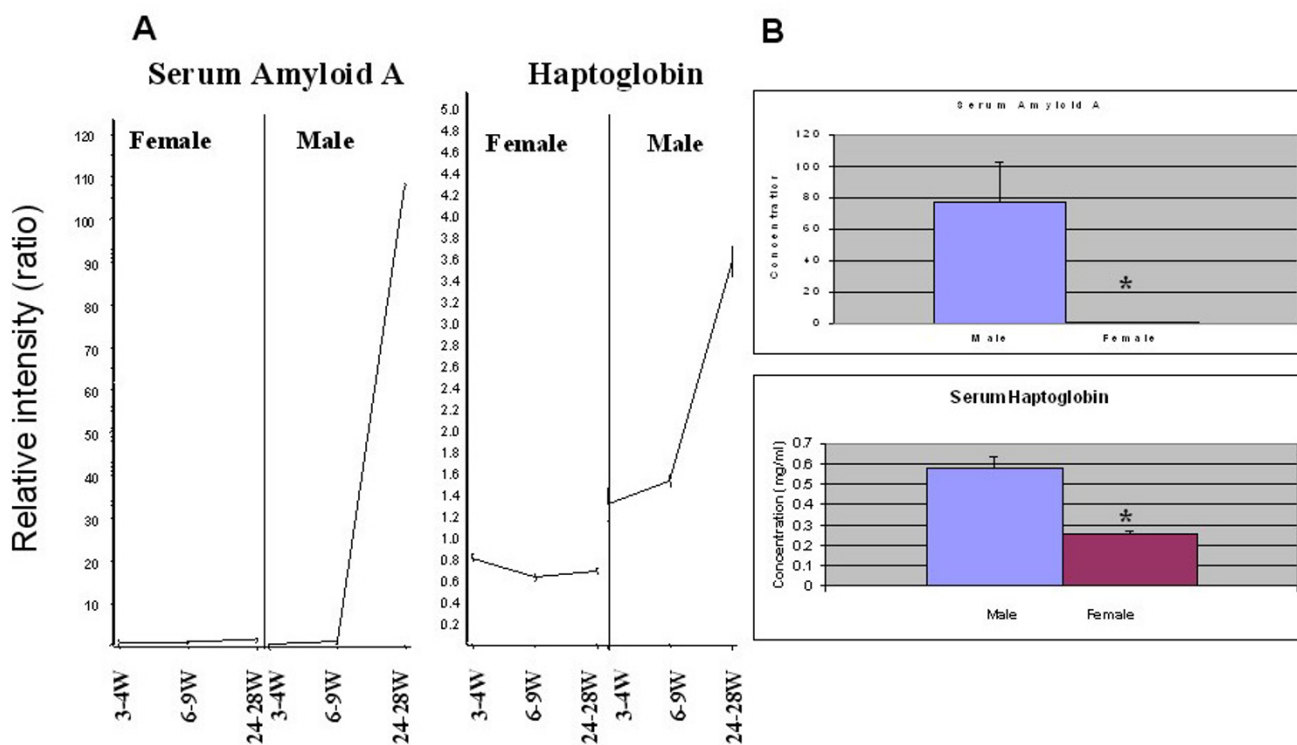 A
Serum Amyloid A
Relative intensity (ratio)
120
110
100
90
80
70
60
50
40
30
20
10
Female
Male
3-4W
6-9W
24-28W
3-4W
6-9W
24-28W
Haptoglobin
5.0
4.8
4.6
4.4
4.2
4.0
3.8
3.6
3.4
3.2
3.0
2.8
2.6
2.4
2.2
2.0
1.8
1.6
1.4
1.2
1.0
0.8
0.6
0.4
0.2
Female
Male
3-4W
6-9W
24-28W
3-4W
6-9W
24-28W
B
Serum Amyloid A
Concentration
120
100
80
60
40
20
0
*
Male
Female
Serum Haptoglobin
Concentration (mg/ml)
0.7
0.6
0.5
0.4
0.3
0.2
0.1
0
*
Male
Female